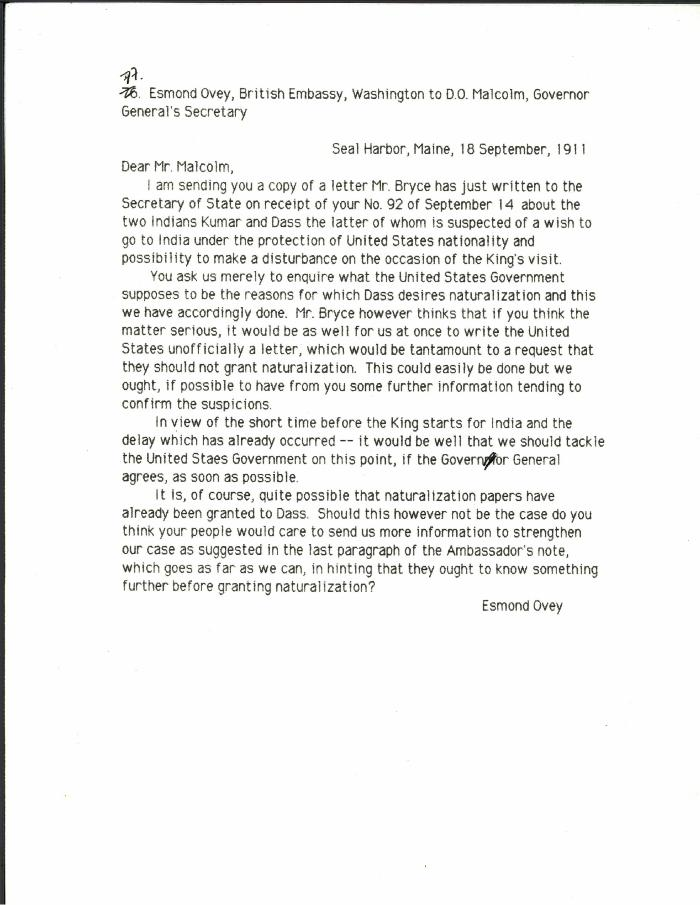 77.
76. Esmond Ovey, British Embassy, Washington to D.O. Malcolm, Governor
General's Secretary
Seal Harbor, Maine, 18 September, 1911
Dear Mr. Malcolm,
I am sending you a copy of a letter Mr. Bryce has just written to the
Secretary of State on receipt of your No. 92 of September 14 about the
two Indians Kumar and Dass the latter of whom is suspected of a wish to
go to India under the protection of United States nationality and
possibility to make a disturbance on the occasion of the King's visit.
You ask us merely to enquire what the United States Government
supposes to be the reasons for which Dass desires naturalization and this
we have accordingly done. Mr. Bryce however thinks that if you think the
matter serious, it would be as well for us at once to write the United
States unofficially a letter, which would be tantamount to a request that
they should not grant naturalization. This could easily be done but we
ought, if possible to have from you some further information tending to
confirm the suspicions.
In view of the short time before the King starts for India and the
delay which has already occurred -- it would be well that we should tackle
the United Staes Government on this point, if the Governor General
agrees, as soon as possible.
It is, of course, quite possible that naturalization papers have
already been granted to Dass. Should this however not be the case do you
think your people would care to send us more information to strengthen
our case as suggested in the last paragraph of the Ambassador's note,
which goes as far as we can, in hinting that they ought to know something
further before granting naturalization?
Esmond Ovey